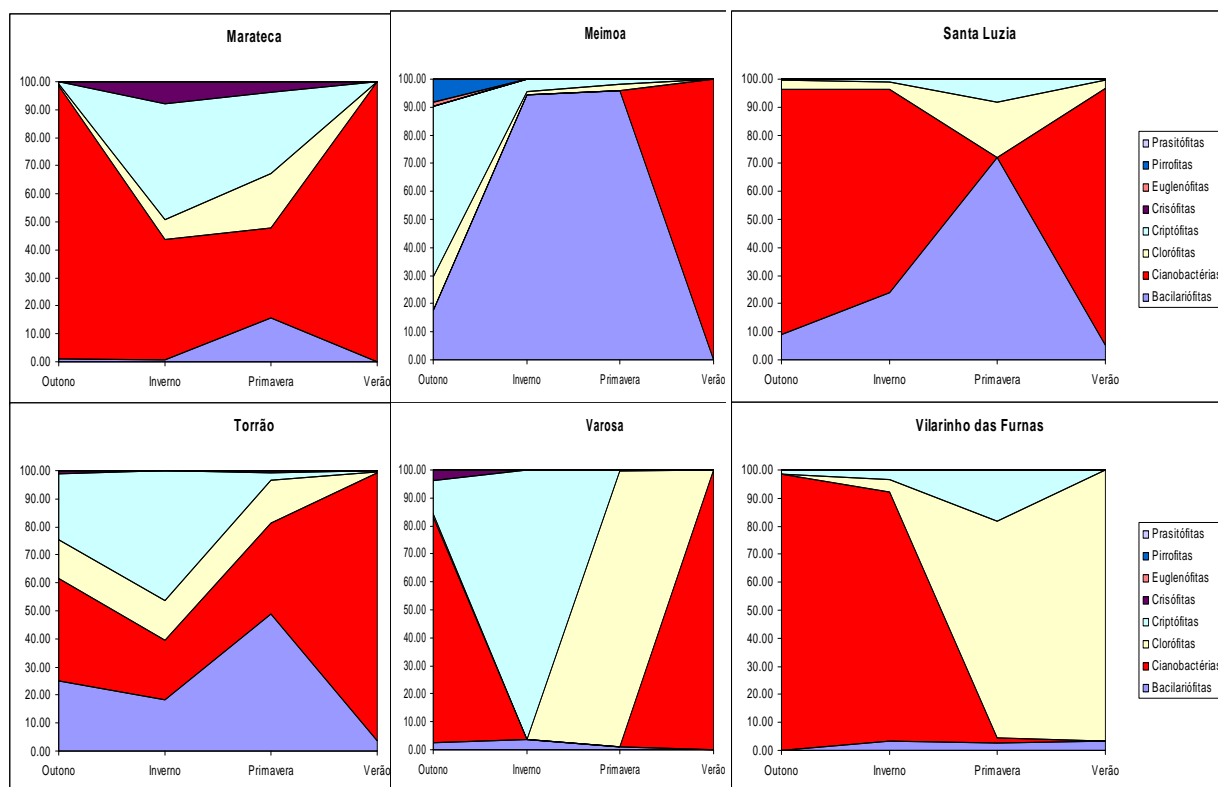 Marateca
100.00
90.00
80.00
70.00
60.00
50.00
40.00
30.00
20.00
10.00
0.00
Outono Inverno Primavera Verão
Meimoa
100.00
90.00
80.00
70.00
60.00
50.00
40.00
30.00
20.00
10.00
0.00
Outono Inverno Primavera Verão
Santa Luzia
100.00
90.00
80.00
70.00
60.00
50.00
40.00
30.00
20.00
10.00
0.00
Outono Inverno Primavera Verão
Prasitófitas
Pirrofitas
Euglenófitas
Crisófitas
Criptófitas
Clorófitas
Cianobactérias
Bacilariófitas
Torrão
100.00
90.00
80.00
70.00
60.00
50.00
40.00
30.00
20.00
10.00
0.00
Outono Inverno Primavera Verão
Varosa
100.00
90.00
80.00
70.00
60.00
50.00
40.00
30.00
20.00
10.00
0.00
Outono Inverno Primavera Verão
Vilarinho das Furnas
100.00
90.00
80.00
70.00
60.00
50.00
40.00
30.00
20.00
10.00
0.00
Outono Inverno Primavera Verão
Prasitófitas
Pirrofitas
Euglenófitas
Crisófitas
Criptófitas
Clorófitas
Cianobactérias
Bacilariófitas